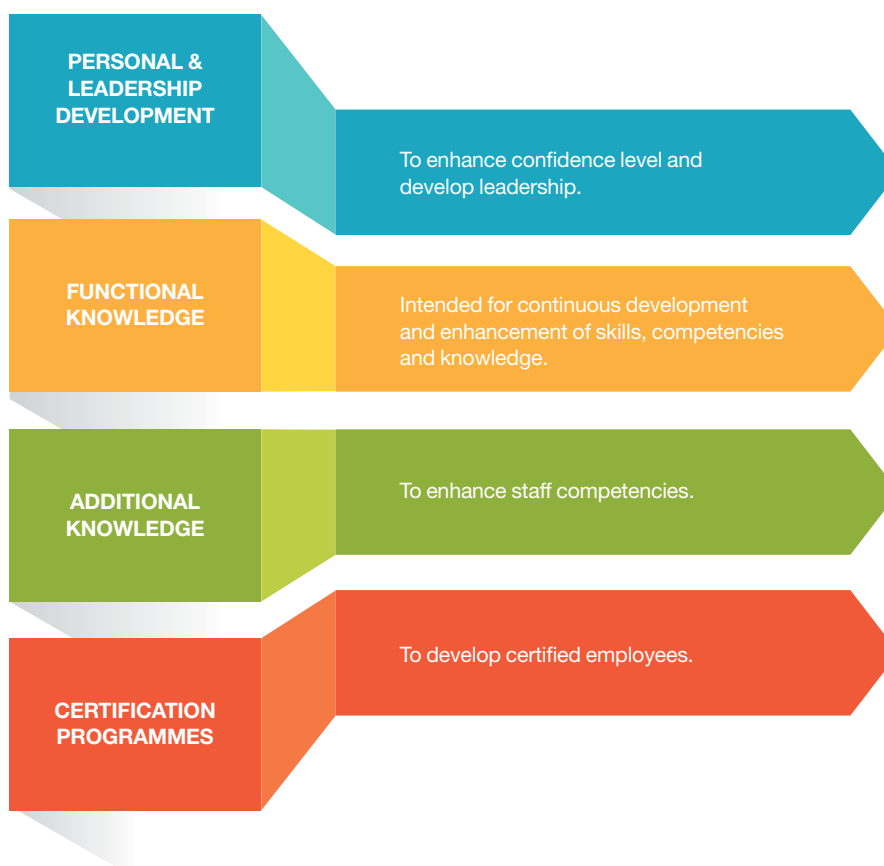 PERSONAL &
LEADERSHIP
DEVELOPMENT
To enhance confidence level and
develop leadership.
FUNCTIONAL
KNOWLEDGE
Intended for continuous development
and enhancement of skills, competencies
and knowledge.
ADDITIONAL
KNOWLEDGE
To enhance staff competencies.
CERTIFICATION
PROGRAMMES
To develop certified employees.